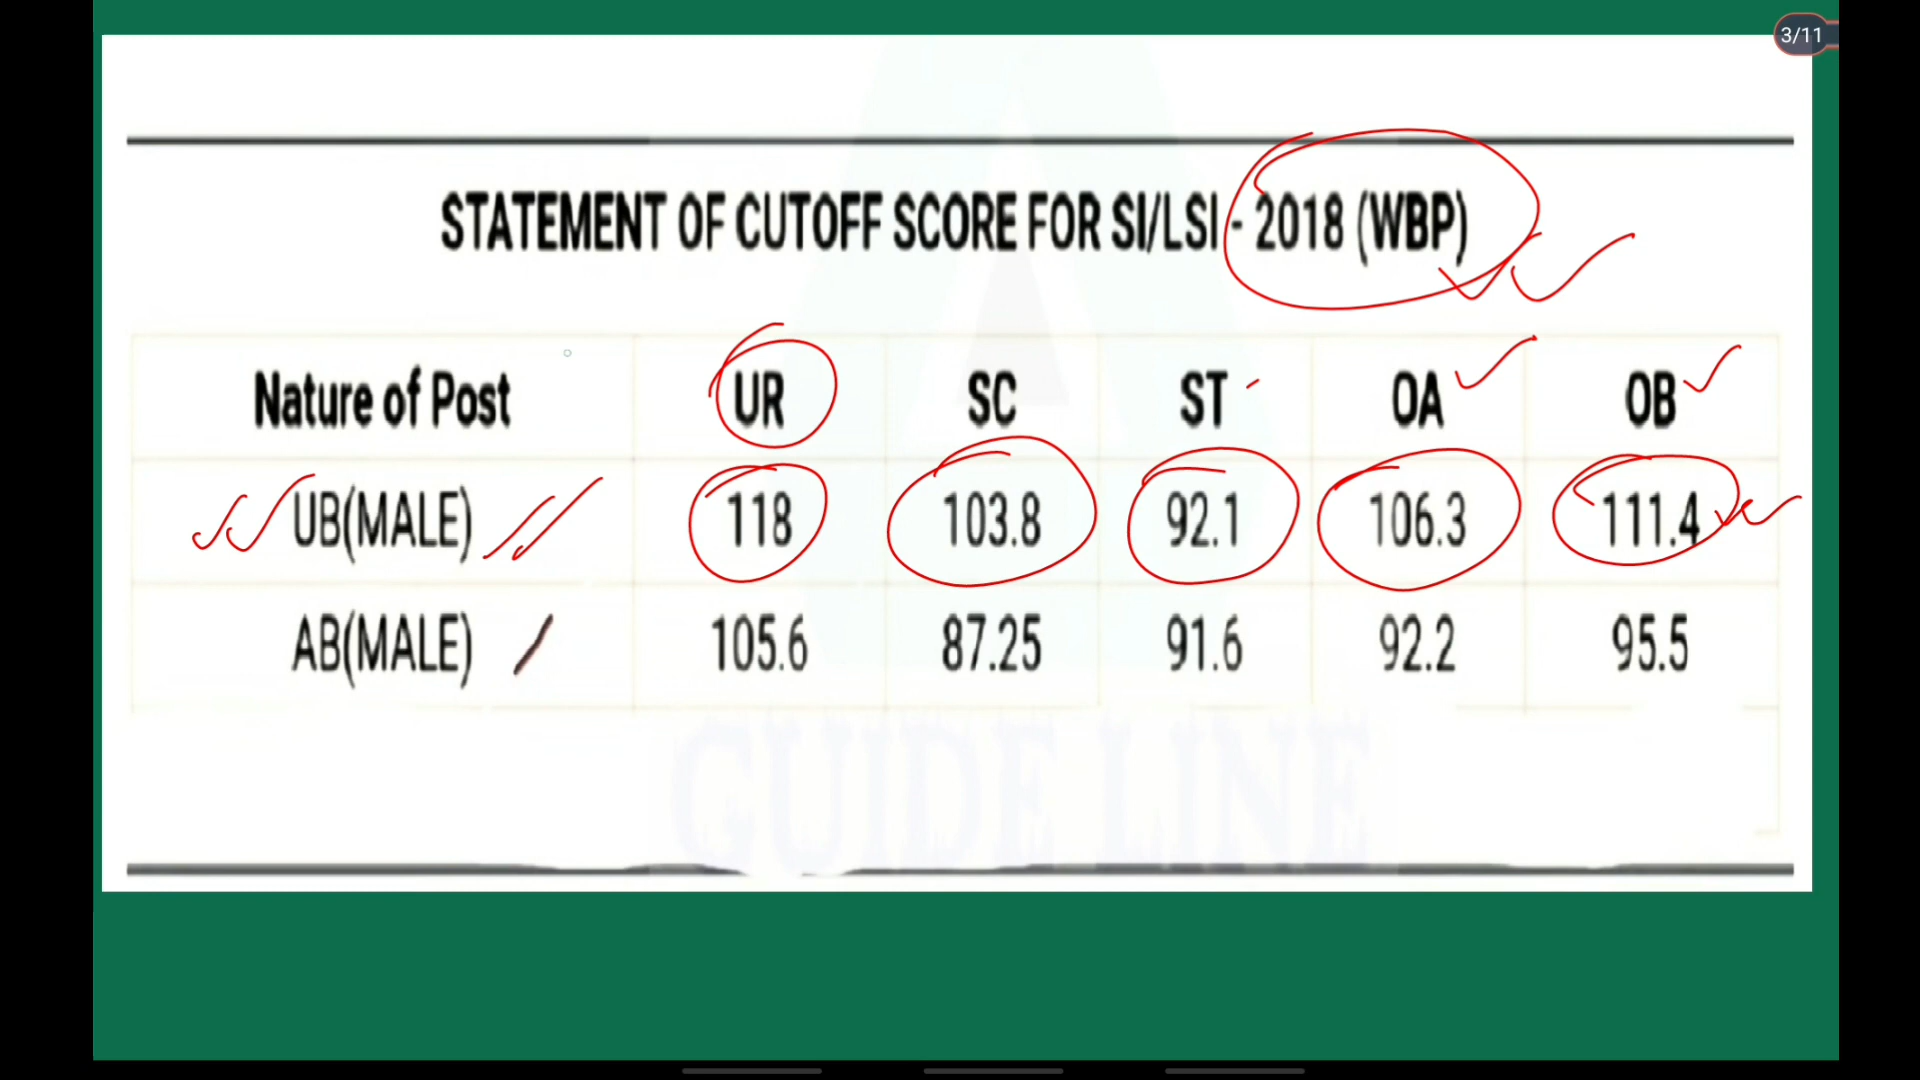 3/11
STATEMENT OF CUTOFF SCORE FOR SI/LSI - 2018 (WBP)
Nature of Post UR SC ST OA OB
UB(MALE) 118 103.8 92.1 106.3 111.4
AB(MALE) 105.6 87.25 91.6 92.2 95.5
GUIDE LINE